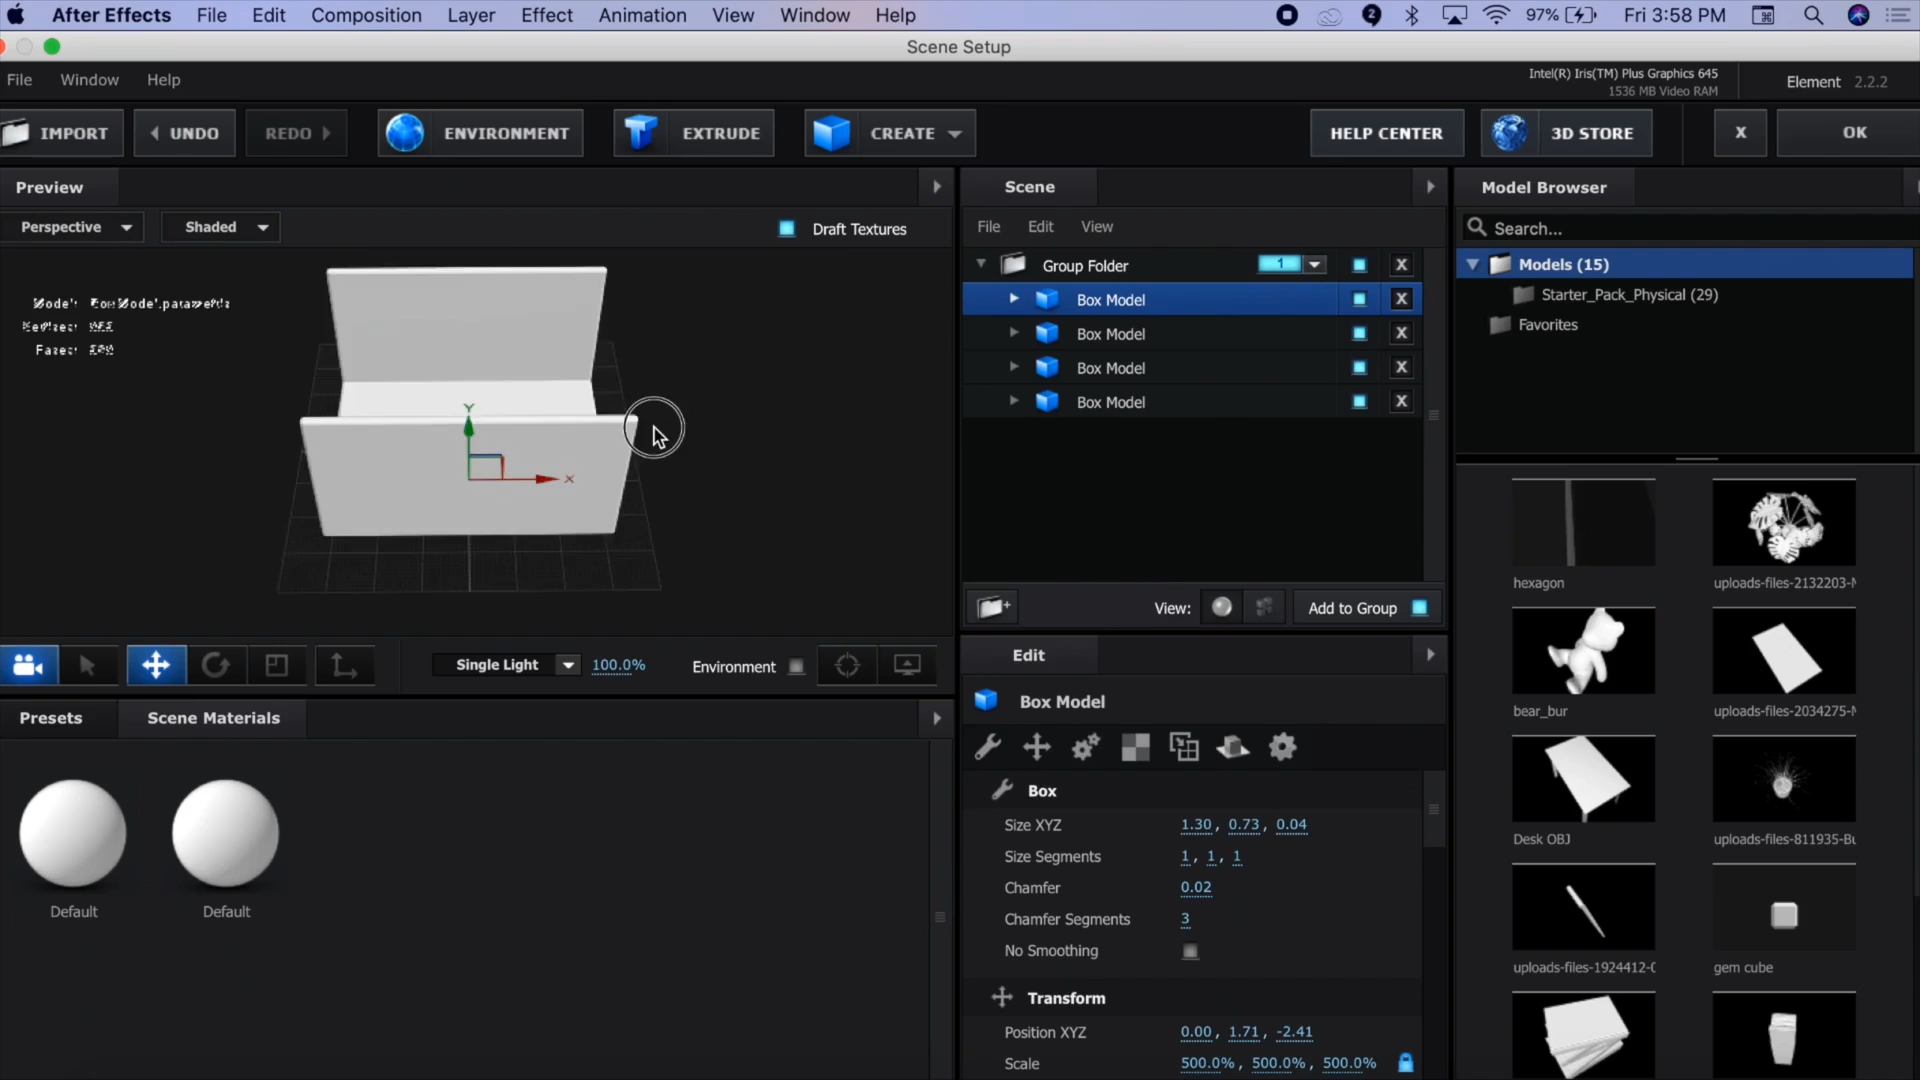 After Effects File Edit Composition Layer Effect Animation View Window Help 2 97% Fri 3:58 PM
Scene Setup
File Window Help
Intel(R) Iris(TM) Plus Graphics 645
1536 MB Video RAM
Element 2.2.2
IMPORT UNDO REDO ENVIRONMENT EXTRUDE CREATE HELP CENTER 3D STORE X OK
Preview
Perspective Shaded Draft Textures
Y
X
Single Light 100.0% Environment
Presets Scene Materials
Default Default
Scene
File Edit View
Group Folder 1 X
Box Model X
Box Model X
Box Model X
Box Model X
View: Add to Group
Edit
Box Model
Box
Size XYZ 1.30, 0.73, 0.04
Size Segments 1, 1, 1
Chamfer 0.02
Chamfer Segments 3
No Smoothing
Transform
Position XYZ 0.00, 1.71, -2.41
Scale 500.0%, 500.0%, 500.0%
Model Browser
Search...
Models (15)
Starter_Pack_Physical (29)
Favorites
hexagon uploads-files-2132203-
bear_bur uploads-files-2034275-
Desk OBJ uploads-files-811935-Bu
uploads-files-1924412- gem cube